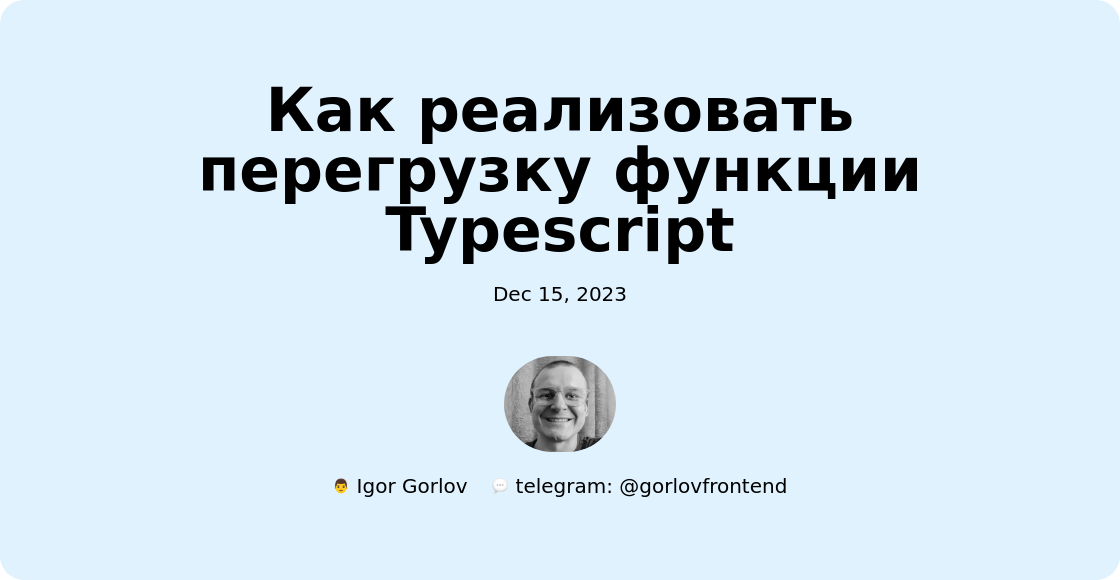 Как реализовать
перегрузку функции
Typescript
Dec 15, 2023
👨 Igor Gorlov 💬 telegram: @gorlovfrontend